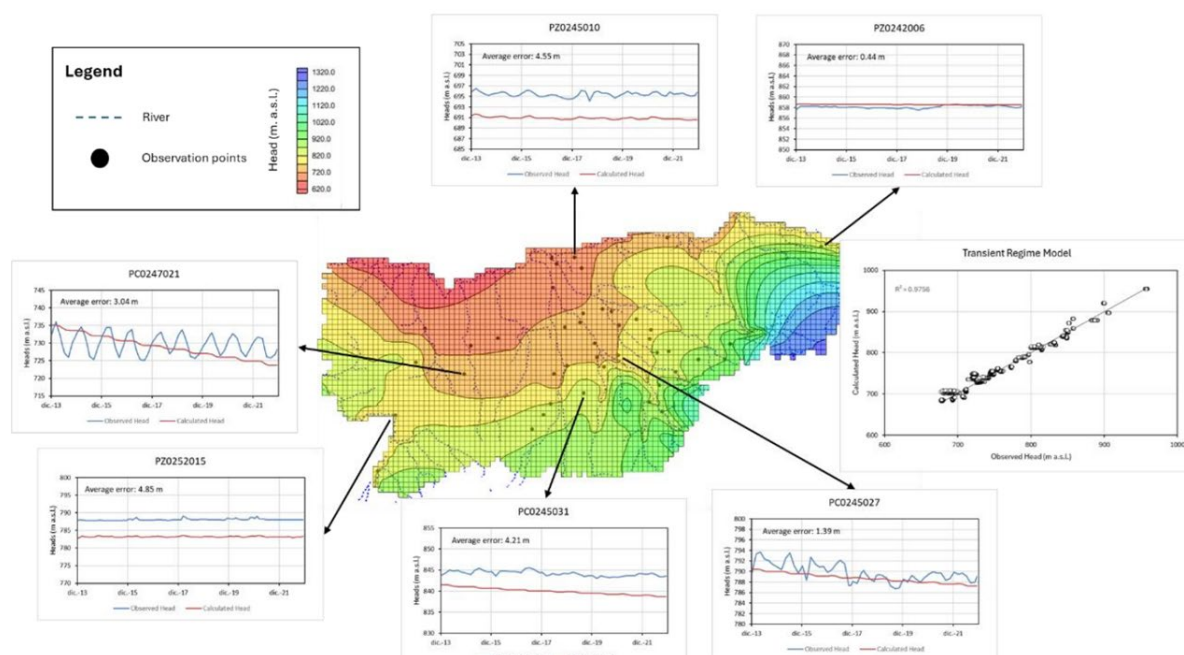 Legend
River
Observation points
Head (m. a.s.l.)
1320.0
1220.0
1120.0
1020.0
920.0
820.0
720.0
620.0
PZ0245010
Average error: 4.55 m
Heads (m a.s.l.)
705
703
701
699
697
695
693
691
689
687
685
dic.-13 dic.-15 dic.-17 dic.-19 dic.-21
Observed Head Calculated Head
PZ0242006
Average error: 0.44 m
Heads (m a.s.l.)
870
868
866
864
862
860
858
856
854
852
850
dic.-13 dic.-15 dic.-17 dic.-19 dic.-21
Observed Head Calculated Head
PC0247021
Average error: 3.04 m
Heads (m a.s.l.)
745
740
735
730
725
720
715
dic.-13 dic.-15 dic.-17 dic.-19 dic.-21
Observed Head Calculated Head
Transient Regime Model
R² = 0.9798
Calculated Head (m a.s.l.)
1000
900
800
700
600
600 700 800 900 1000
Observed Head (m a.s.l.)
PZ0252015
Average error: 4.85 m
Heads (m a.s.l.)
800
795
790
785
780
775
770
dic.-13 dic.-15 dic.-17 dic.-19 dic.-21
Observed Head Calculated Head
PC0245031
Average error: 4.21 m
Heads (m a.s.l.)
855
850
845
840
835
830
dic.-13 dic.-15 dic.-17 dic.-19 dic.-21
Observed Head Calculated Head
PC0245027
Average error: 1.39 m
Heads (m a.s.l.)
800
798
796
794
792
790
788
786
784
782
780
dic.-13 dic.-15 dic.-17 dic.-19 dic.-21
Observed Head Calculated Head